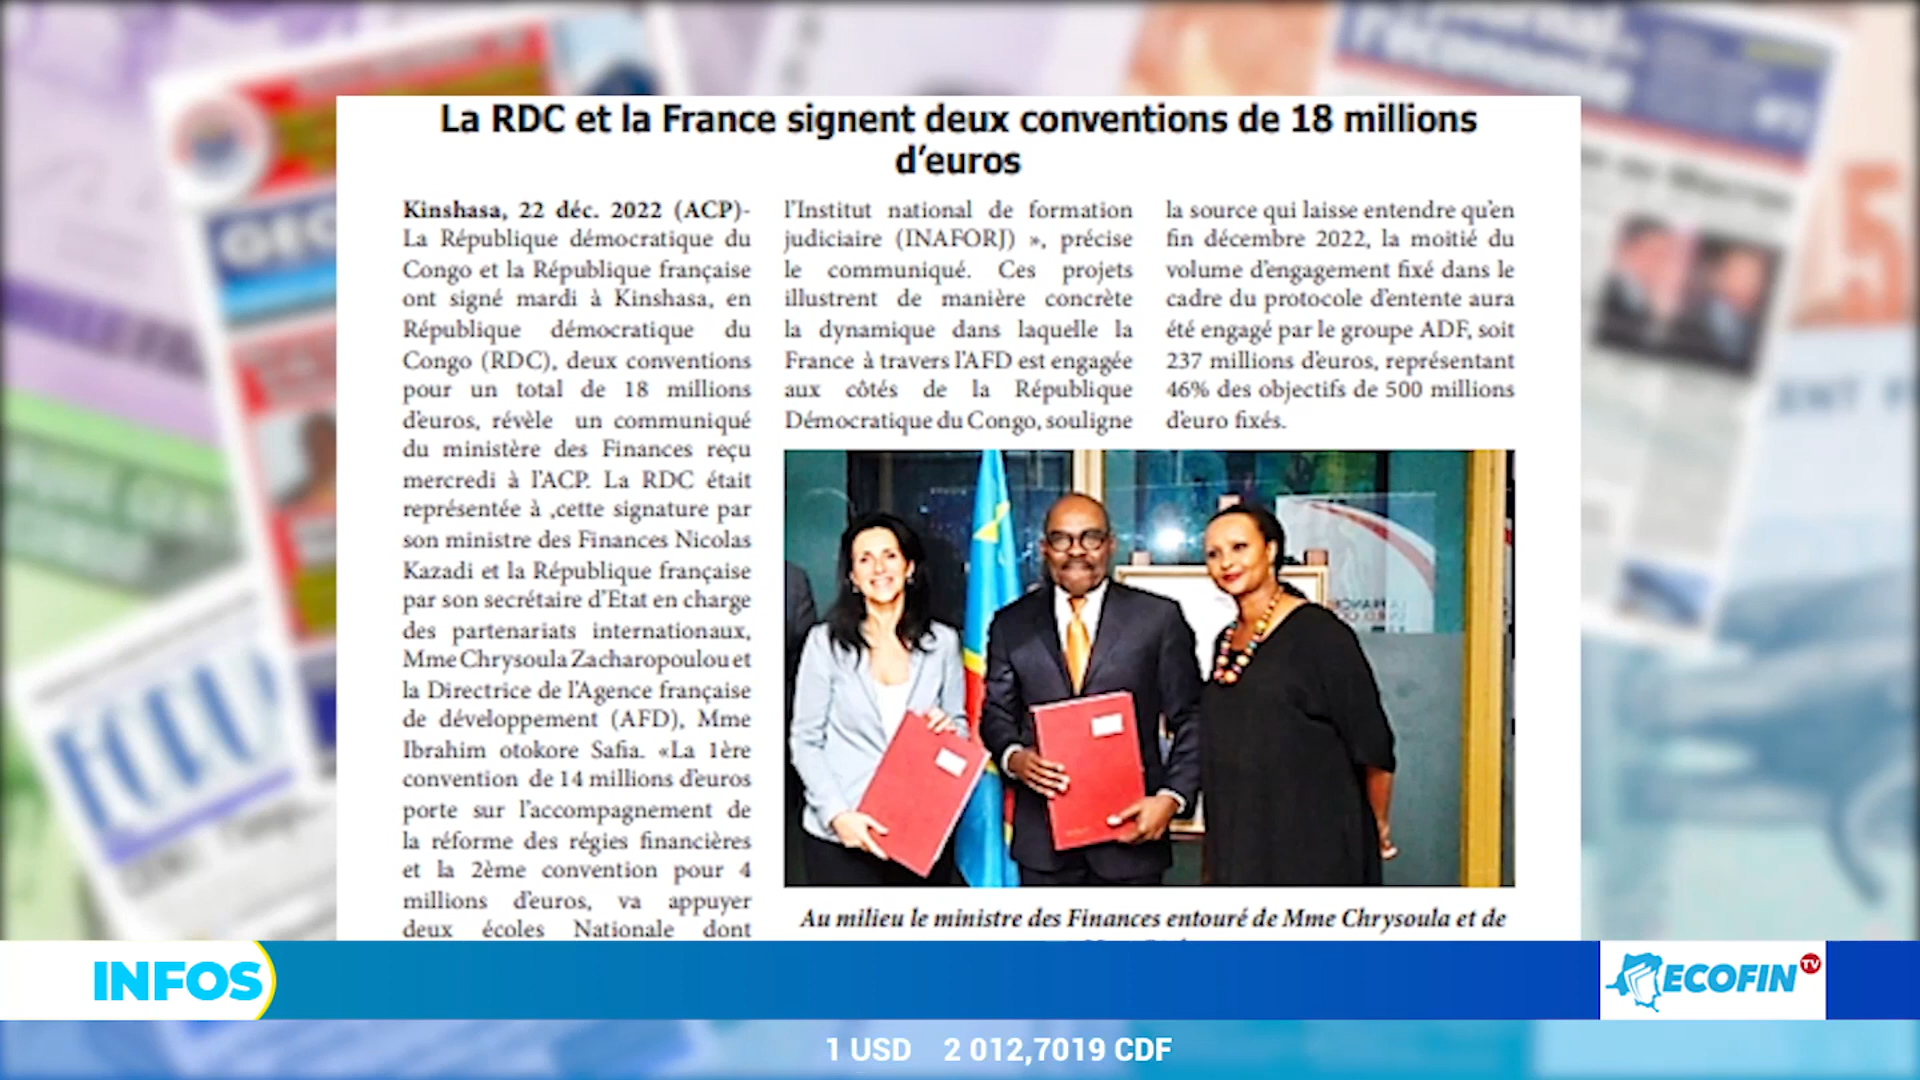 La RDC et la France signent deux conventions de 18 millions
d’euros
Kinshasa, 22 déc. 2022 (ACP)-
La République démocratique du
Congo et la République française
ont signé mardi à Kinshasa, en
République démocratique du
Congo (RDC), deux conventions
pour un total de 18 millions
d’euros, révèle un communiqué
du ministère des Finances reçu
mercredi à l’ACP. La RDC était
représentée à ,cette signature par
son ministre des Finances Nicolas
Kazadi et la République française
par son secrétaire d’Etat en charge
des partenariats internationaux,
Mme Chrysoula Zacharopoulou et
la Directrice de l’Agence française
de développement (AFD), Mme
Ibrahim otokore Safia. «La 1ère
convention de 14 millions d’euros
porte sur l’accompagnement de
la réforme des régies financières
et la 2ème convention pour 4
millions d’euros, va appuyer
deux écoles Nationale dont
l’Institut national de formation
judiciaire (INAFORJ) », précise
le communiqué. Ces projets
illustrent de manière concrète
la dynamique dans laquelle la
France à travers l’AFD est engagée
aux côtés de la République
Démocratique du Congo, souligne
la source qui laisse entendre qu’en
fin décembre 2022, la moitié du
volume d’engagement fixé dans le
cadre du protocole d’entente aura
été engagé par le groupe ADF, soit
237 millions d’euros, représentant
46% des objectifs de 500 millions
d’euro fixés.
Au milieu le ministre des Finances entouré de Mme Chrysoula et de
INFOS
ECOFIN TV
1 USD 2 012,7019 CDF